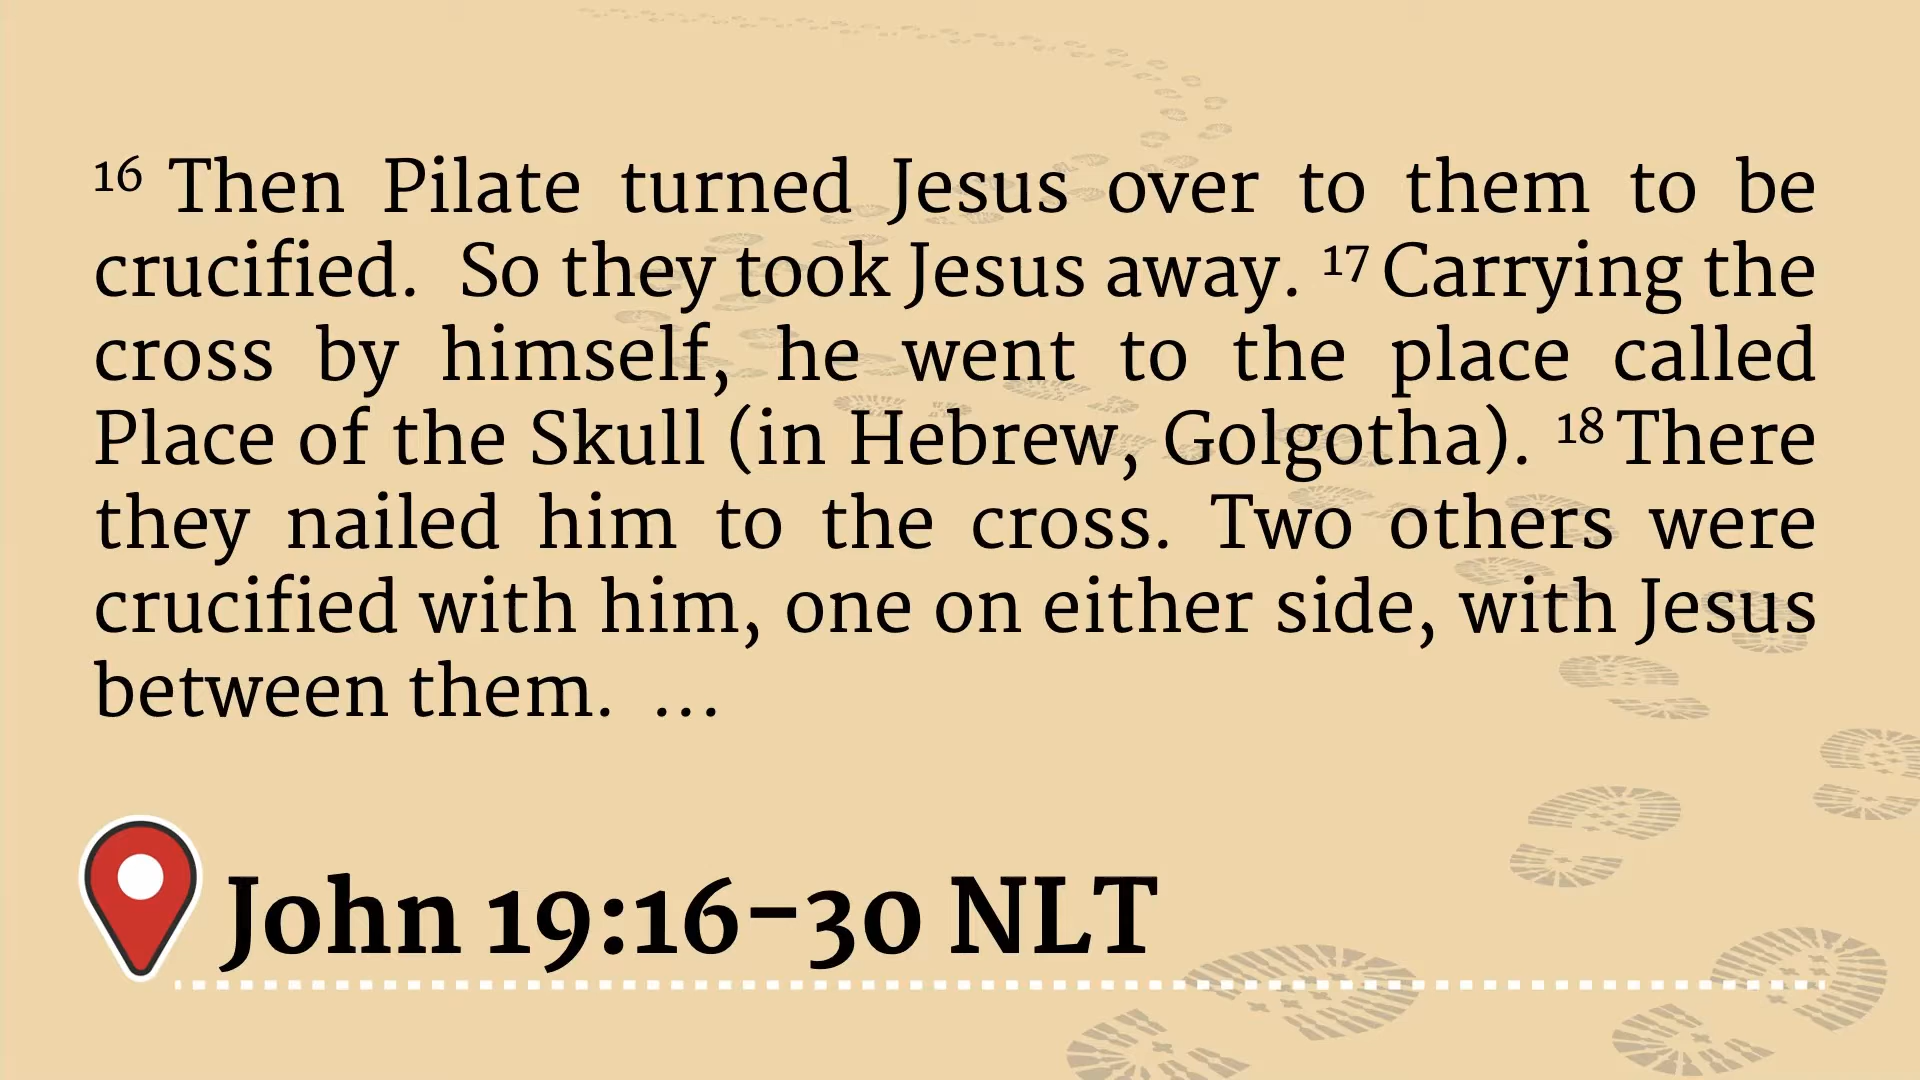 16 Then Pilate turned Jesus over to them to be
crucified. So they took Jesus away. 17 Carrying the
cross by himself, he went to the place called
Place of the Skull (in Hebrew, Golgotha). 18 There
they nailed him to the cross. Two others were
crucified with him, one on either side, with Jesus
between them. …
John 19:16-30 NLT